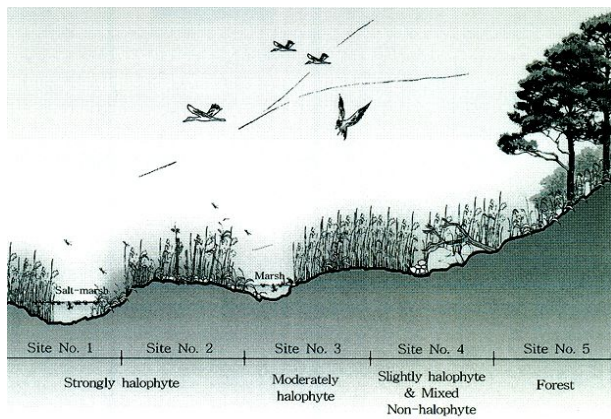 Salt-marsh
Marsh
Site No. 1
Site No. 2
Site No. 3
Site No. 4
Site No. 5
Strongly halophyte
Moderately
halophyte
Slightly halophyte
& Mixed
Non-halophyte
Forest